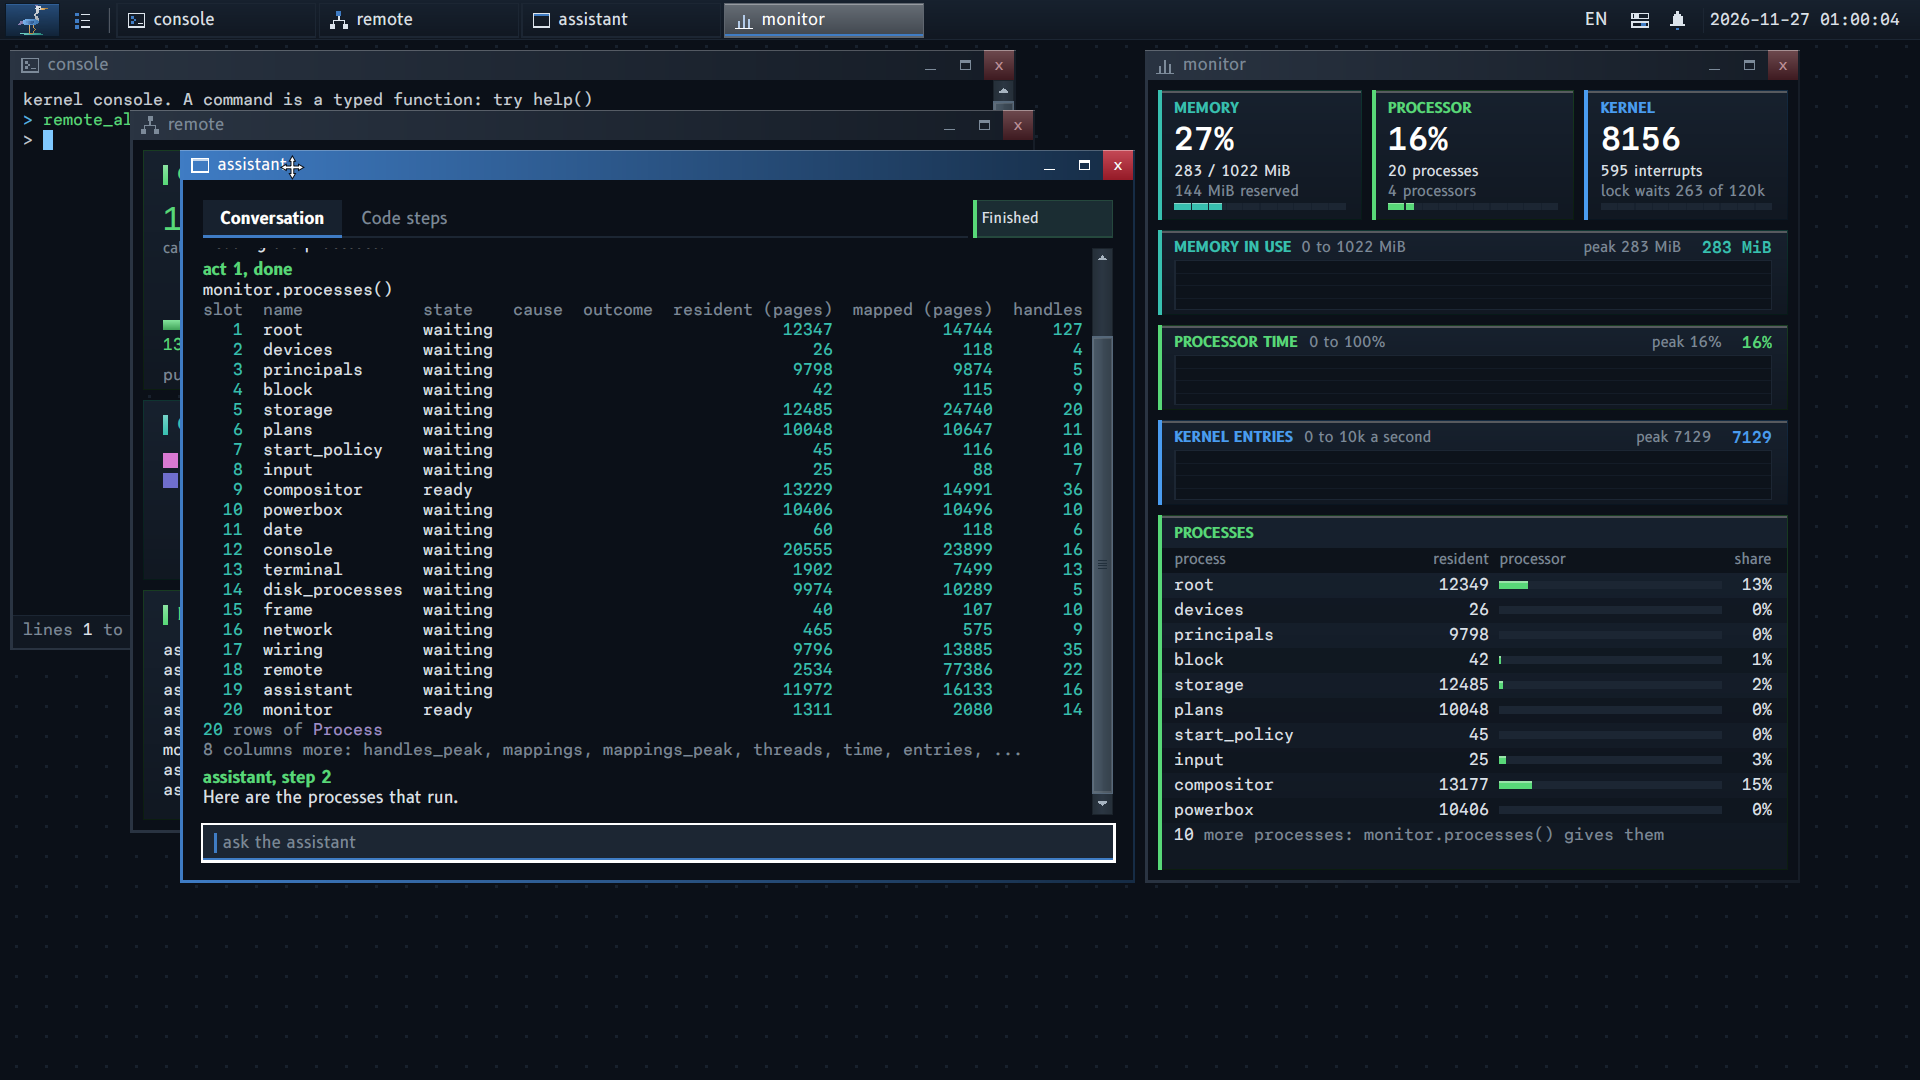 console
remote
assistant
monitor
EN
2026-11-27 01:00:04
console
kernel console. A command is a typed function: try help()
> remote_al
>
lines 1 to
remote
1
ca
13
pu
as
as
as
as
as
mo
as
as
assistant
Conversation
Code steps
Finished
act 1, done
monitor.processes()
slot name state cause outcome resident (pages) mapped (pages) handles
1 root waiting 12347 14744 127
2 devices waiting 26 118 4
3 principals waiting 9798 9874 5
4 block waiting 42 115 9
5 storage waiting 12485 24740 20
6 plans waiting 10048 10647 11
7 start_policy waiting 45 116 10
8 input waiting 25 88 7
9 compositor ready 13229 14991 36
10 powerbox waiting 10406 10496 10
11 date waiting 60 118 6
12 console waiting 20555 23899 16
13 terminal waiting 1902 7499 13
14 disk_processes waiting 9974 10289 5
15 frame waiting 40 107 10
16 network waiting 465 575 9
17 wiring waiting 9796 13885 35
18 remote waiting 2534 77386 22
19 assistant waiting 11972 16133 16
20 monitor ready 1311 2080 14
20 rows of Process
8 columns more: handles_peak, mappings, mappings_peak, threads, time, entries, ...
assistant, step 2
Here are the processes that run.
ask the assistant
monitor
MEMORY
27%
283 / 1022 MiB
144 MiB reserved
PROCESSOR
16%
20 processes
4 processors
KERNEL
8156
595 interrupts
lock waits 263 of 120k
MEMORY IN USE 0 to 1022 MiB peak 283 MiB 283 MiB
PROCESSOR TIME 0 to 100% peak 16% 16%
KERNEL ENTRIES 0 to 10k a second peak 7129 7129
PROCESSES
process resident processor share
root 12349 13%
devices 26 0%
principals 9798 0%
block 42 1%
storage 12485 2%
plans 10048 0%
start_policy 45 0%
input 25 3%
compositor 13177 15%
powerbox 10406 0%
10 more processes: monitor.processes() gives them